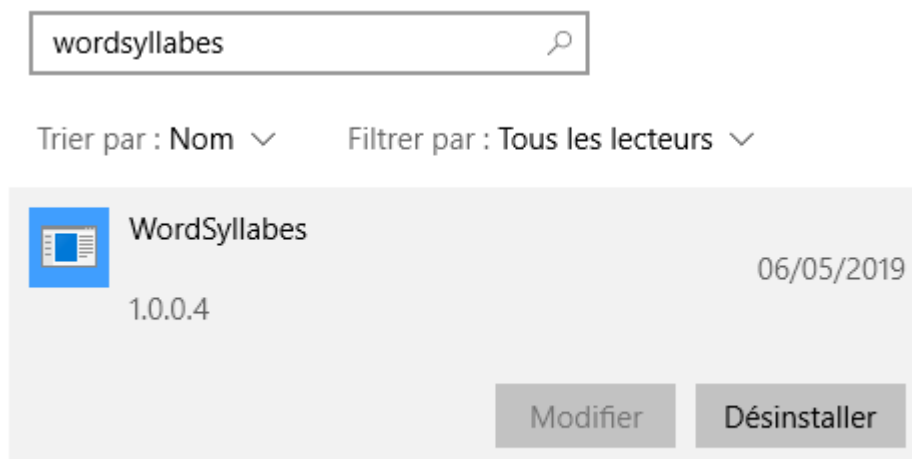 wordsyllabes
Trier par : Nom Filtrer par : Tous les lecteurs
WordSyllabes
06/05/2019
1.0.0.4
Modifier Désinstaller